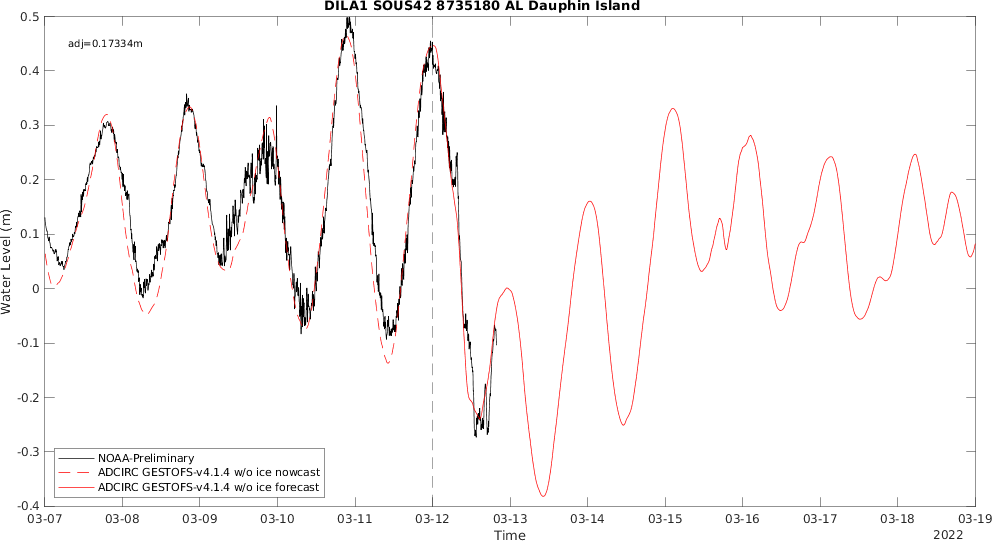 DILA1 SOUS42 8735180 AL Dauphin Island
adj=0.17334m
0.5
0.4
0.3
0.2
0.1
0
-0.1
-0.2
-0.3
-0.4
Water Level (m)
NOAA-Preliminary
ADCIRC GESTOFS-v4.1.4 w/o ice nowcast
ADCIRC GESTOFS-v4.1.4 w/o ice forecast
03-07 03-08 03-09 03-10 03-11 03-12 03-13 03-14 03-15 03-16 03-17 03-18 03-19
Time
2022